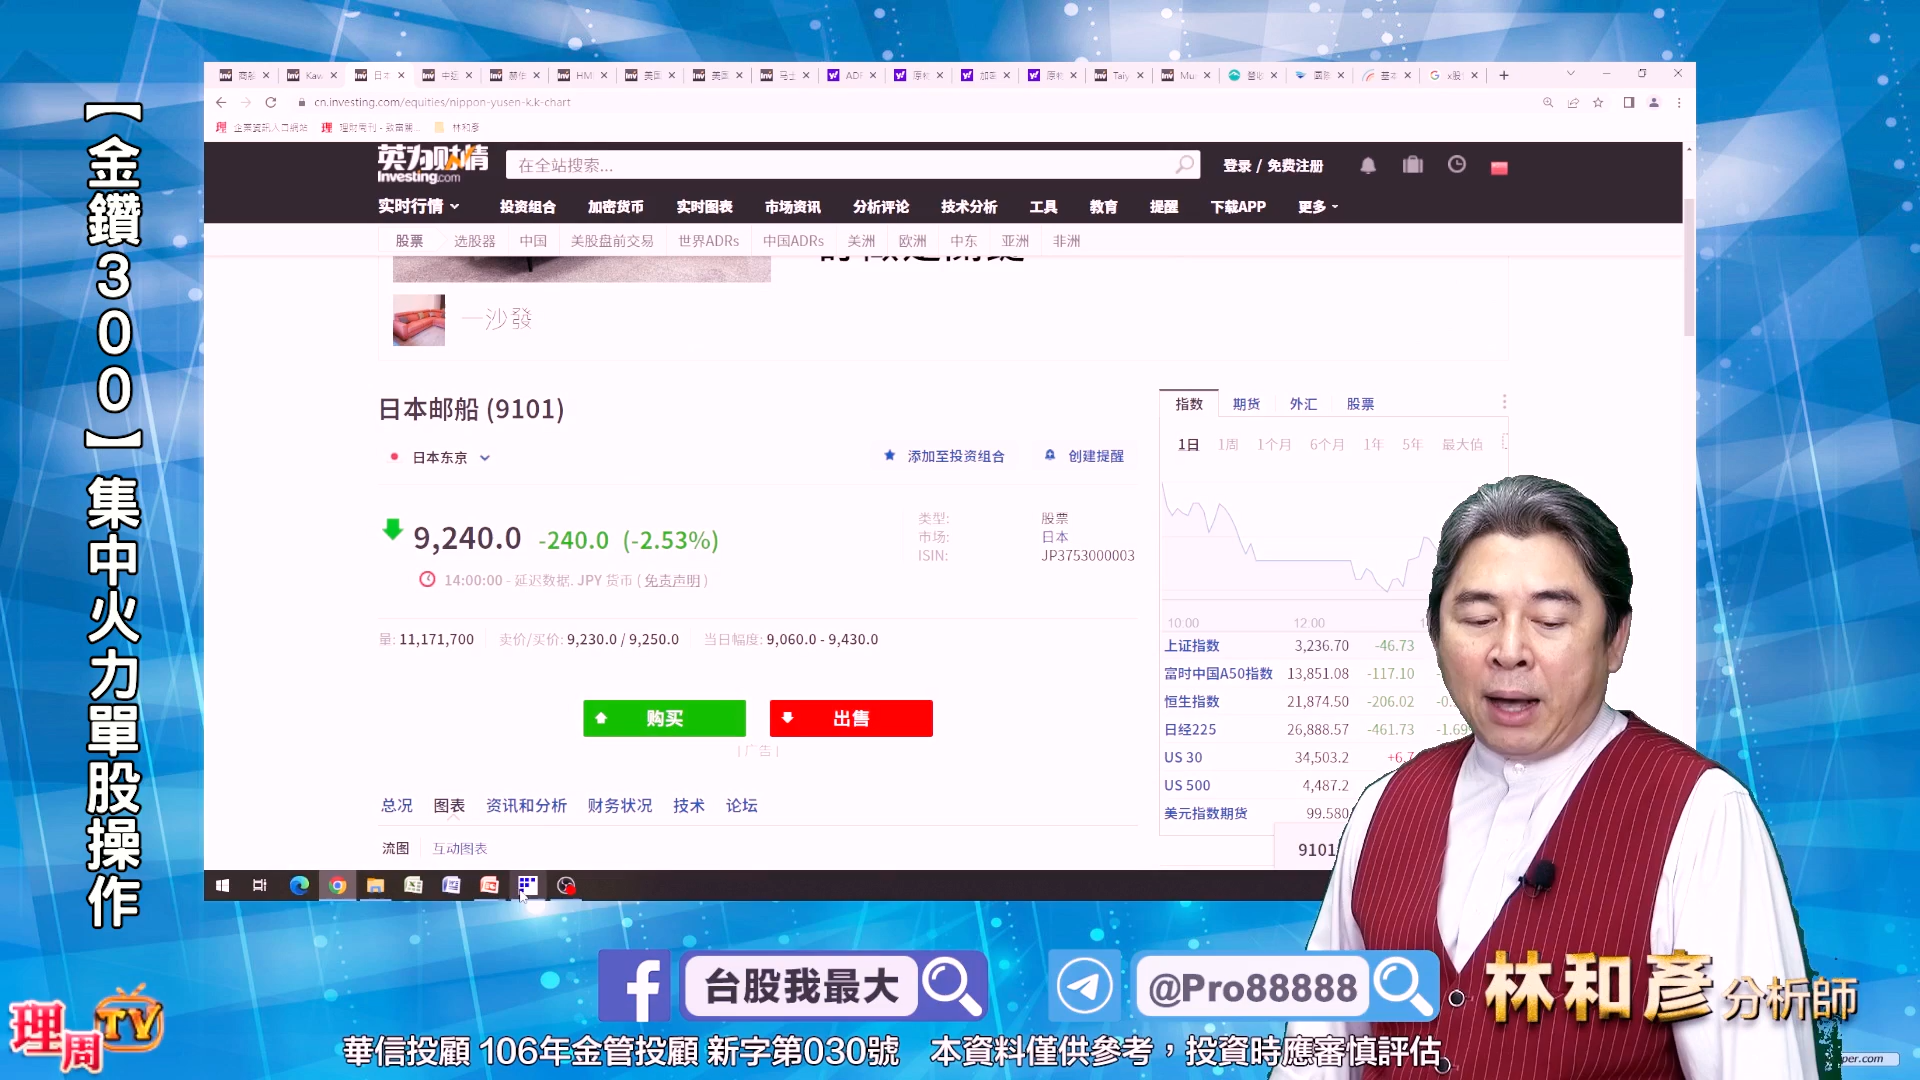 【金鑽300】集中火力單股操作
cn.investing.com/equities/nippon-yusen-k.k-chart
企業資訊入口網站
林和彥
英为财情
Investing.com
在全站搜索...
登录 / 免费注册
实时行情 投资组合 加密货币 实时图表 市场资讯 分析评论 技术分析 工具 教育 提醒 下载APP 更多
股票 选股器 中国 美股盘前交易 世界ADRs 中国ADRs 美洲 欧洲 中东 亚洲 非洲
一沙發
日本邮船 (9101)
日本东京
添加至投资组合 创建提醒
9,240.0 -240.0 (-2.53%)
14:00:00 - 延迟数据. JPY 货币 ( 免责声明 )
类型: 股票
市场: 日本
ISIN: JP3753000003
量: 11,171,700 卖价/买价: 9,230.0 / 9,250.0 当日幅度: 9,060.0 - 9,430.0
购买 出售
| 广告 |
总况 图表 资讯和分析 财务状况 技术 论坛
流图 互动图表
指数 期货 外汇 股票
1日 1周 1个月 6个月 1年 5年 最大值
10:00 12:00
上证指数 3,236.70 -46.73
富时中国A50指数 13,851.08 -117.10
恒生指数 21,874.50 -206.02
日经225 26,888.57 -461.73 -1.69
US 30 34,503.2 +6.7
US 500 4,487.2
美元指数期货 99.580
9101
台股我最大
@Pro88888
林和彥分析師
理周TV
華信投顧 106年金管投顧 新字第030號 本資料僅供參考，投資時應審慎評估